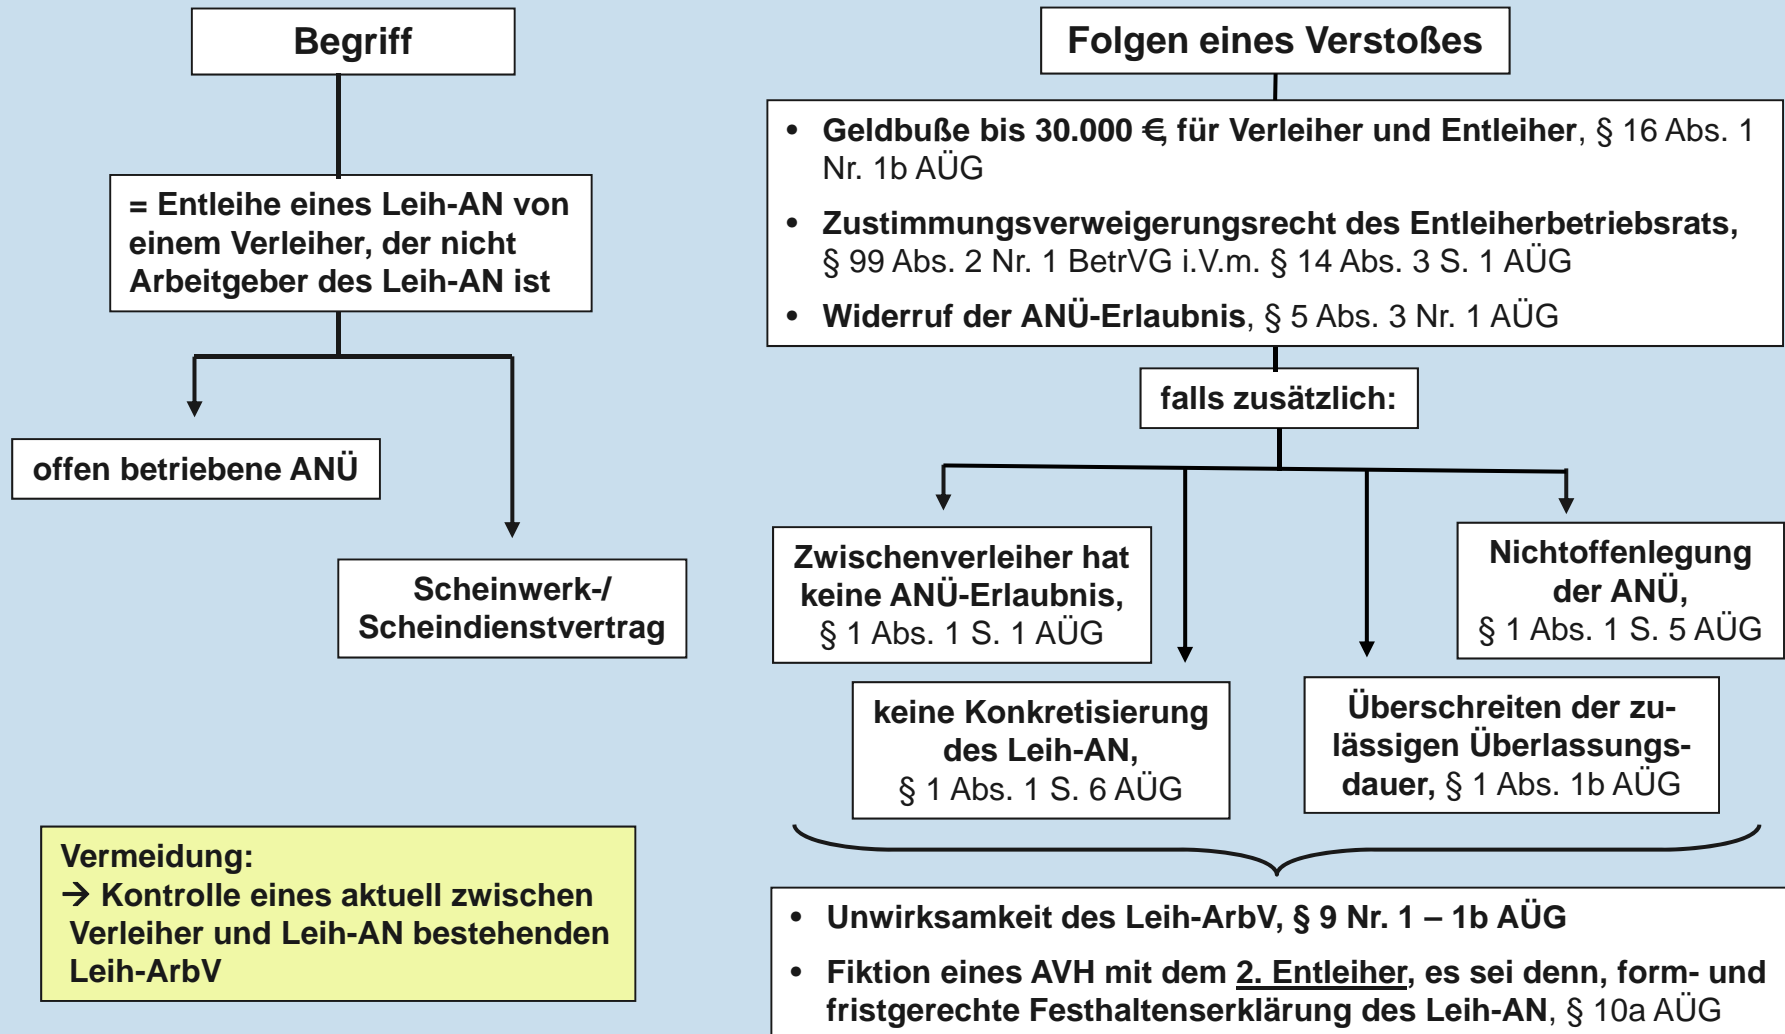 Begriff
= Entleihe eines Leih-AN von
einem Verleiher, der nicht
Arbeitgeber des Leih-AN ist
offen betriebene ANÜ
Scheinwerk-/
Scheindienstvertrag
Vermeidung:
→ Kontrolle eines aktuell zwischen
Verleiher und Leih-AN bestehenden
Leih-ArbV
Folgen eines Verstoßes
• Geldbuße bis 30.000 €, für Verleiher und Entleiher, § 16 Abs. 1
Nr. 1b AÜG
• Zustimmungsverweigerungsrecht des Entleiherbetriebsrats,
§ 99 Abs. 2 Nr. 1 BetrVG i.V.m. § 14 Abs. 3 S. 1 AÜG
• Widerruf der ANÜ-Erlaubnis, § 5 Abs. 3 Nr. 1 AÜG
falls zusätzlich:
Zwischenverleiher hat
keine ANÜ-Erlaubnis,
§ 1 Abs. 1 S. 1 AÜG
keine Konkretisierung
des Leih-AN,
§ 1 Abs. 1 S. 6 AÜG
Überschreiten der zu-
lässigen Überlassungs-
dauer, § 1 Abs. 1b AÜG
Nichtoffenlegung
der ANÜ,
§ 1 Abs. 1 S. 5 AÜG
• Unwirksamkeit des Leih-ArbV, § 9 Nr. 1 – 1b AÜG
• Fiktion eines AVH mit dem 2. Entleiher, es sei denn, form- und
fristgerechte Festhaltenserklärung des Leih-AN, § 10a AÜG